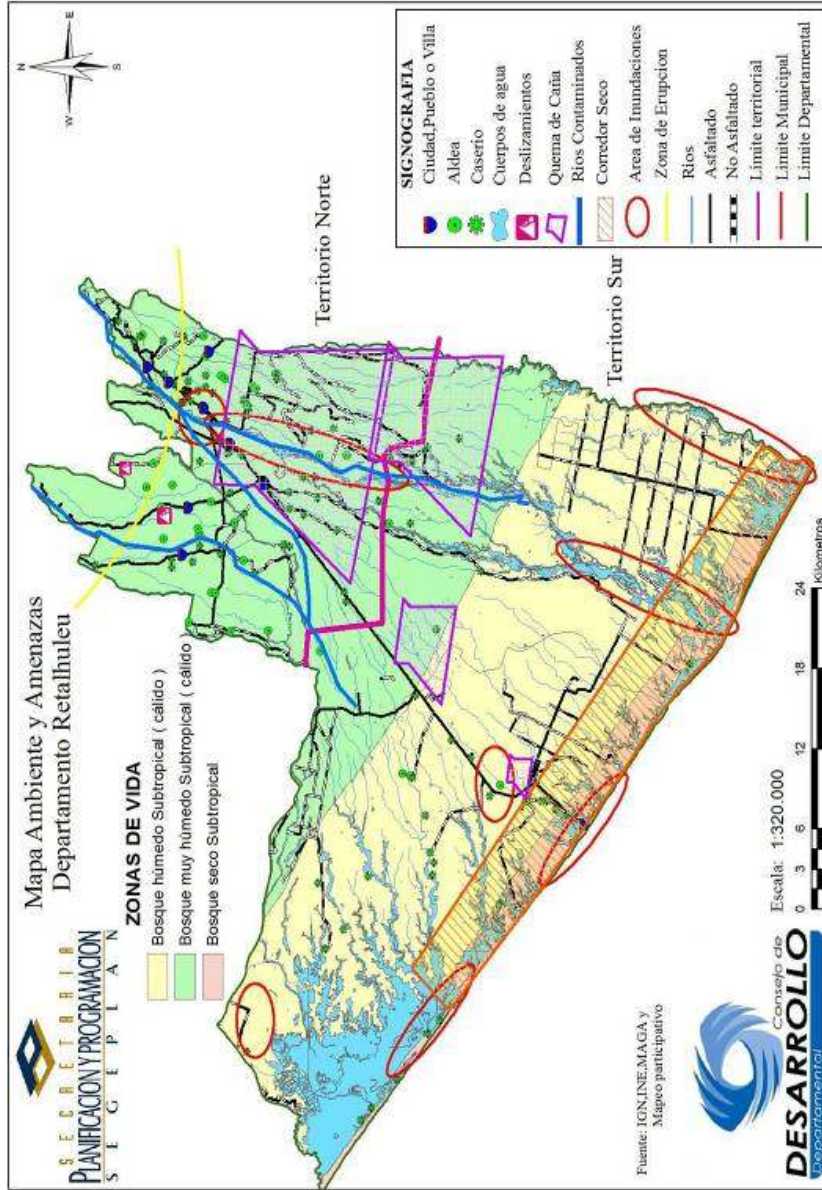 Mapa Ambiente y Amenazas
Departamento Retalhuleu
SECRETARIA
PLANIFICACION Y PROGRAMACION
SEGEPLAN
ZONAS DE VIDA
Bosque húmedo Subtropical ( cálido )
Bosque muy húmedo Subtropical ( cálido )
Bosque seco Subtropical
N
E
S
W
Territorio Norte
Territorio Sur
SIGNOGRAFIA
Ciudad,Pueblo o Villa
Aldea
Caserio
Cuerpos de agua
Deslizamientos
Quema de Caña
Rios Contaminados
Corredor Seco
Area de Inundaciones
Zona de Erupcion
Rios
Asfaltado
No Asfaltado
Limite territorial
Limite Municipal
Limite Departamental
Fuente: IGN,INE,MAGA y
Mapeo participativo
Consejo de
DESARROLLO
Departamental
Escala: 1:320.000
0 3 6 12 18 24
Kilometros